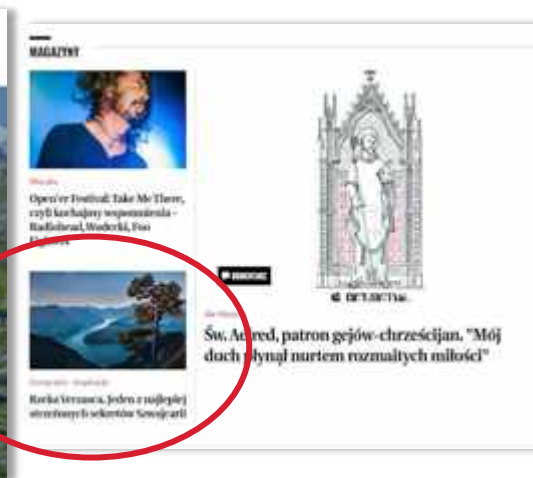 MAGAZYNY
Open'er Festival: Take Me There,
czyli kochajmy wspomnienia -
Radiohead, Foo
Rzeka Verzasca. Jeden z najlepiej
strzeżonych sekretów Szwajcarii
Św. Aelred, patron gejów-chrześcijan. "Mój
duch płynął nurtem rozmaitych miłości"